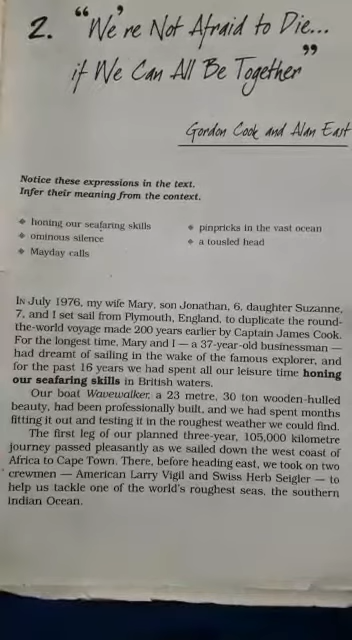 2. "We're Not Afraid to Die...
if We Can All Be Together"
Gordon Cook and Alan East
Notice these expressions in the text.
Infer their meaning from the context.
❖ honing our seafaring skills
❖ ominous silence
❖ Mayday calls
❖ pinpricks in the vast ocean
❖ a tousled head
IN July 1976, my wife Mary, son Jonathan, 6, daughter Suzanne,
7, and I set sail from Plymouth, England, to duplicate the round-
the-world voyage made 200 years earlier by Captain James Cook.
For the longest time, Mary and I — a 37-year-old businessman —
had dreamt of sailing in the wake of the famous explorer, and
for the past 16 years we had spent all our leisure time honing
our seafaring skills in British waters.
Our boat Wavewalker, a 23 metre, 30 ton wooden-hulled
beauty, had been professionally built, and we had spent months
fitting it out and testing it in the roughest weather we could find.
The first leg of our planned three-year, 105,000 kilometre
journey passed pleasantly as we sailed down the west coast of
Africa to Cape Town. There, before heading east, we took on two
crewmen — American Larry Vigil and Swiss Herb Seigler — to
help us tackle one of the world's roughest seas, the southern
Indian Ocean.